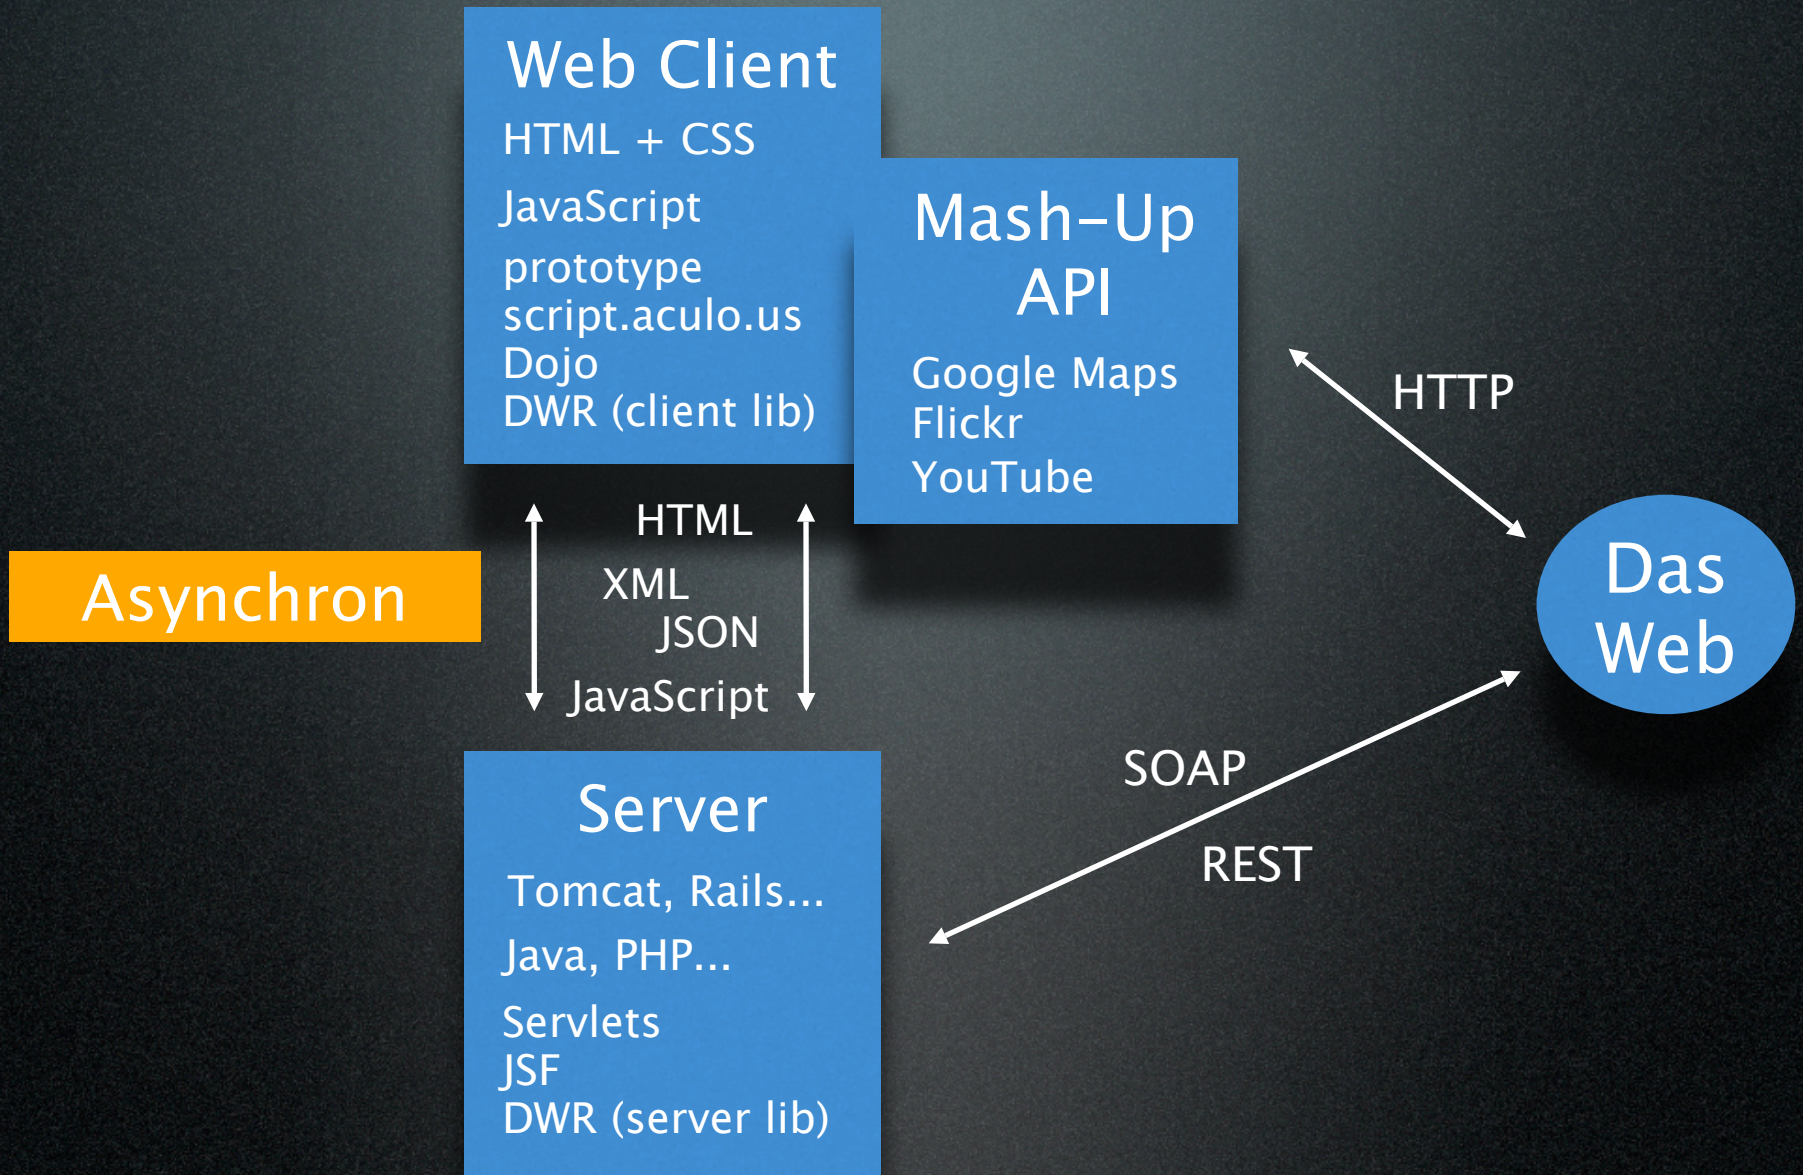 Web Client
HTML + CSS
JavaScript
prototype
script.aculo.us
Dojo
DWR (client lib)
Mash-Up
API
Google Maps
Flickr
YouTube
HTTP
Das
Web
Asynchron
HTML
XML
JSON
JavaScript
SOAP
REST
Server
Tomcat, Rails...
Java, PHP...
Servlets
JSF
DWR (server lib)